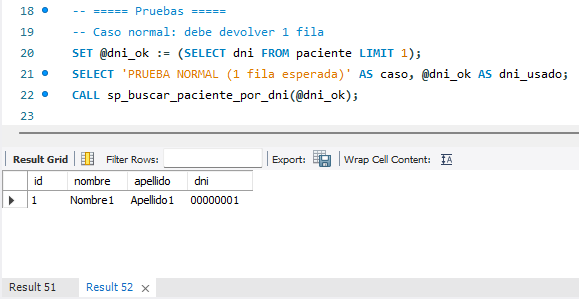 18 -- ===== Pruebas =====
19 -- Caso normal: debe devolver 1 fila
20 SET @dni_ok := (SELECT dni FROM paciente LIMIT 1);
21 SELECT 'PRUEBA NORMAL (1 fila esperada)' AS caso, @dni_ok AS dni_usado;
22 CALL sp_buscar_paciente_por_dni(@dni_ok);
23
Result Grid Filter Rows: Export: Wrap Cell Content: IA
id nombre apellido dni
1 Nombre1 Apellido1 00000001
Result 51 Result 52 ×